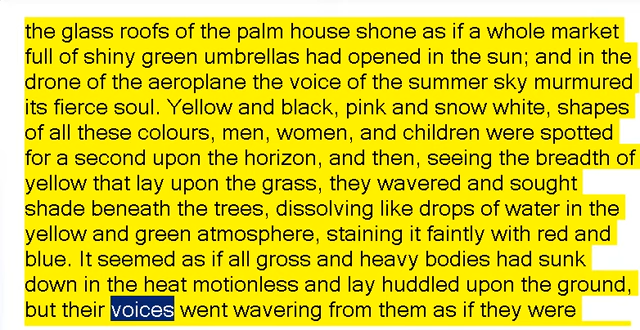 the glass roofs of the palm house shone as if a whole market
full of shiny green umbrellas had opened in the sun; and in the
drone of the aeroplane the voice of the summer sky murmured
its fierce soul. Yellow and black, pink and snow white, shapes
of all these colours, men, women, and children were spotted
for a second upon the horizon, and then, seeing the breadth of
yellow that lay upon the grass, they wavered and sought
shade beneath the trees, dissolving like drops of water in the
yellow and green atmosphere, staining it faintly with red and
blue. It seemed as if all gross and heavy bodies had sunk
down in the heat motionless and lay huddled upon the ground,
but their voices went wavering from them as if they were